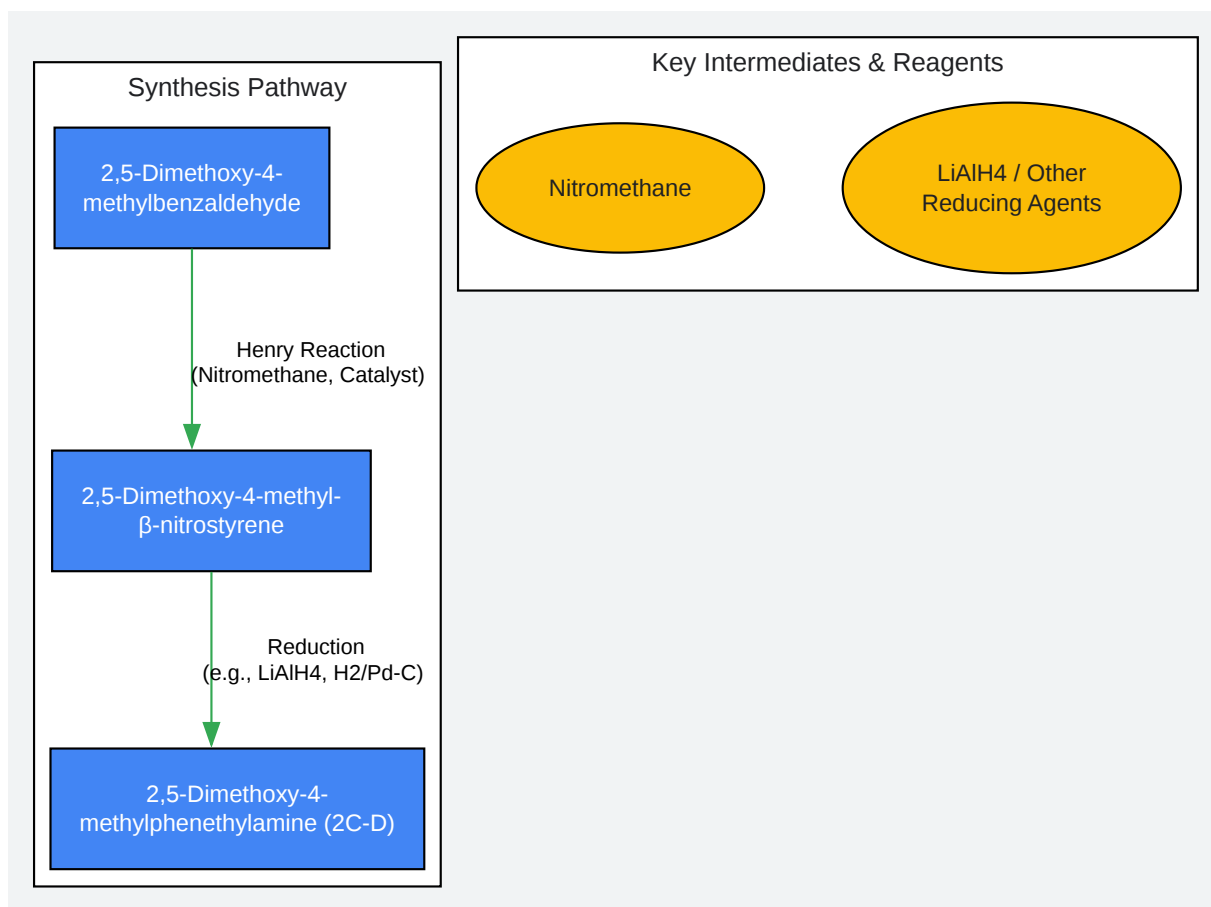 Synthesis Pathway
2,5-Dimethoxy-4-
methylbenzaldehyde
Henry Reaction
(Nitromethane, Catalyst)
2,5-Dimethoxy-4-methyl-
β-nitrostyrene
Reduction
(e.g., LiAlH4, H2/Pd-C)
2,5-Dimethoxy-4-
methylphenethylamine (2C-D)
Key Intermediates & Reagents
Nitromethane
LiAlH4 / Other
Reducing Agents